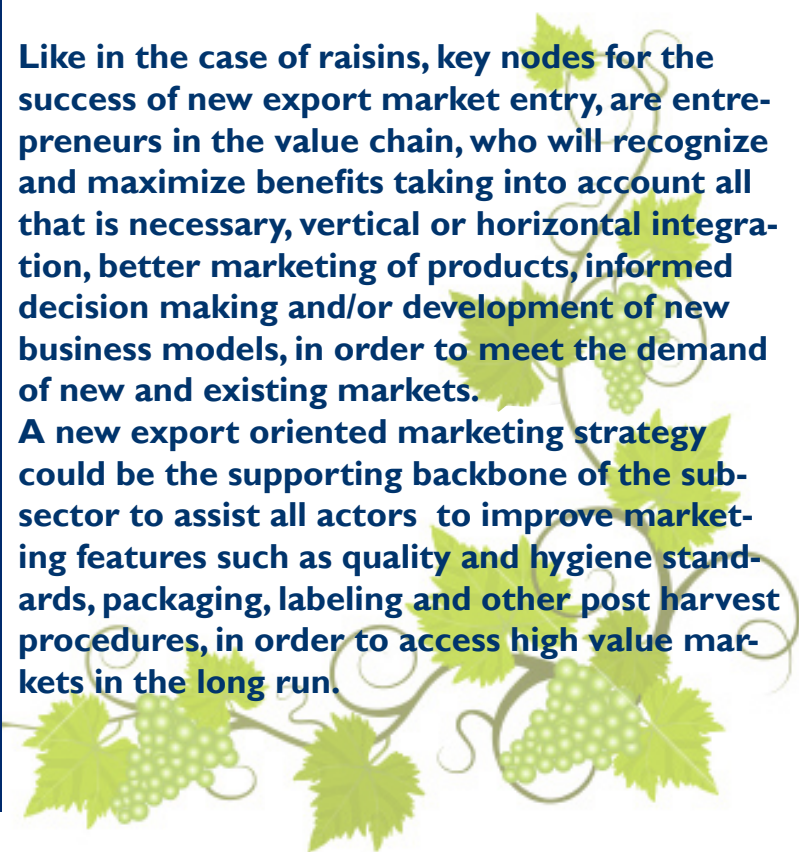 Like in the case of raisins, key nodes for the
success of new export market entry, are entre-
preneurs in the value chain, who will recognize
and maximize benefits taking into account all
that is necessary, vertical or horizontal integra-
tion, better marketing of products, informed
decision making and/or development of new
business models, in order to meet the demand
of new and existing markets.
A new export oriented marketing strategy
could be the supporting backbone of the sub-
sector to assist all actors  to improve market-
ing features such as quality and hygiene stand-
ards, packaging, labeling and other post harvest
procedures, in order to access high value mar-
kets in the long run.